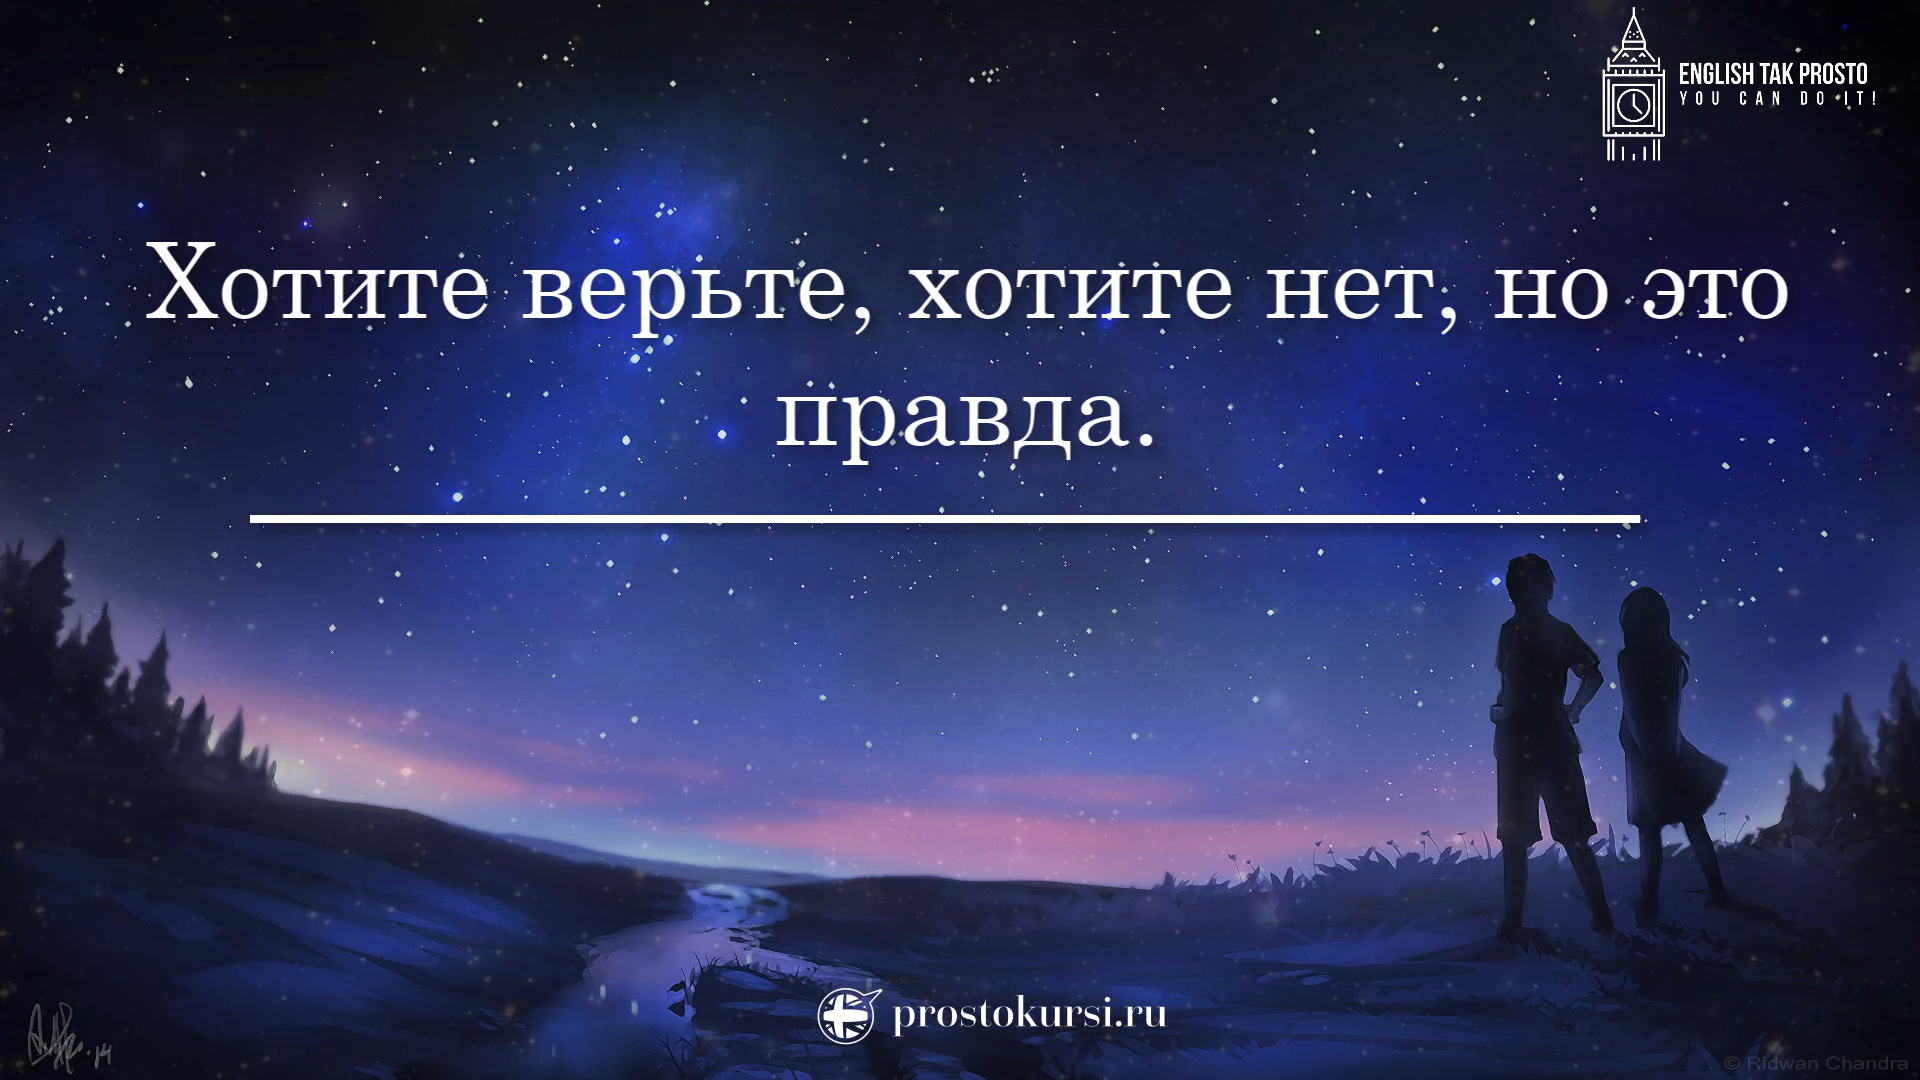 ENGLISH TAK PROSTO
YOU CAN DO IT!
Хотите верьте, хотите нет, но это
правда.
prostokursi.ru
© Ridwan Chandra